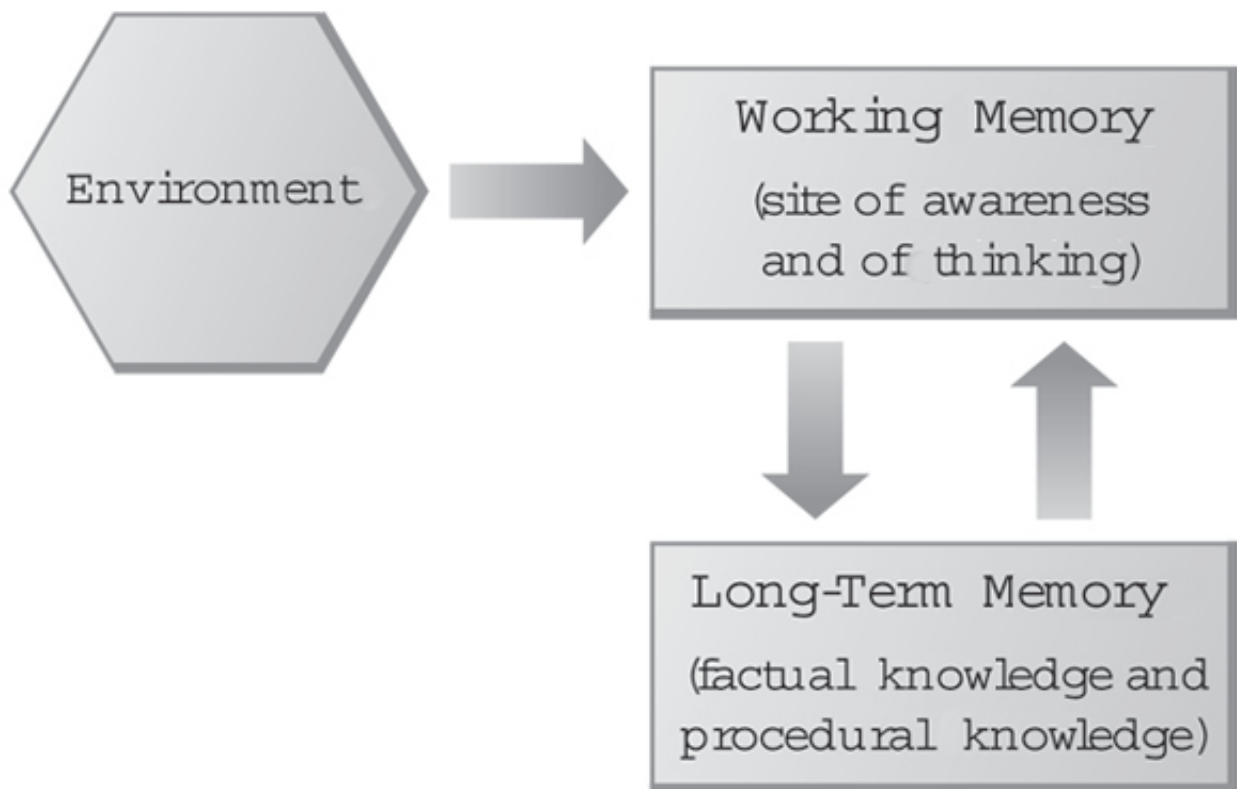 Environment
Working Memory
(site of awareness
and of thinking)
Long-Term Memory
(factual knowledge and
procedural knowledge)